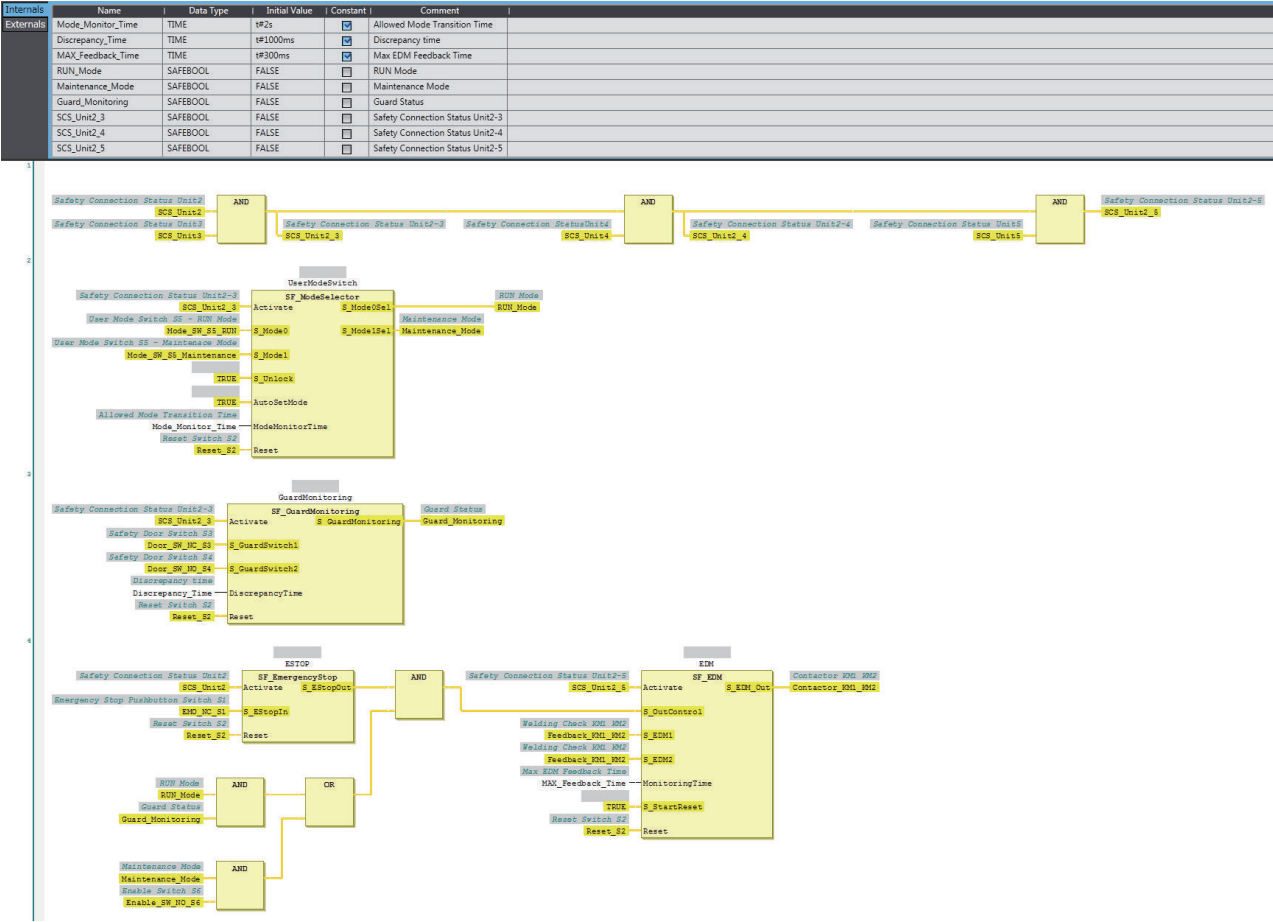 Internals
Externals
Name Data Type Initial Value Constant Comment
Mode_Monitor_Time TIME t#2s Allowed Mode Transition Time
Discrepancy_Time TIME t#1000ms Discrepancy time
MAX_Feedback_Time TIME t#300ms Max EDM Feedback Time
RUN_Mode SAFEBOOL FALSE RUN Mode
Maintenance_Mode SAFEBOOL FALSE Maintenance Mode
Guard_Monitoring SAFEBOOL FALSE Guard Status
SCS_Unit2_3 SAFEBOOL FALSE Safety Connection Status Unit2-3
SCS_Unit2_4 SAFEBOOL FALSE Safety Connection Status Unit2-4
SCS_Unit2_5 SAFEBOOL FALSE Safety Connection Status Unit2-5
1
Safety Connection Status Unit2 AND AND AND Safety Connection Status Unit2-5
SCS_Unit2 SCS_Unit2_5
Safety Connection Status Unit3 Safety Connection Status Unit2-3 Safety Connection StatusUnit4 Safety Connection Status Unit2-4 Safety Connection Status Unit5
SCS_Unit3 SCS_Unit2_3 SCS_Unit4 SCS_Unit2_4 SCS_Unit5
2
UserModeSwitch
Safety Connection Status Unit2-3 SF_ModeSelector RUN Mode
SCS_Unit2_3 Activate S_Mode0Sel RUN_Mode
User Mode Switch S5 - RUN Mode Maintenance Mode
Mode_SW_S5_RUN S_Mode0 S_Mode1Sel Maintenance_Mode
User Mode Switch S5 - Maintenace Mode
Mode_SW_S5_Maintenance S_Mode1
TRUE S_Unlock
TRUE AutoSetMode
Allowed Mode Transition Time
Mode_Monitor_Time ModeMonitorTime
Reset Switch S2
Reset_S2 Reset
3
GuardMonitoring
Safety Connection Status Unit2-3 SF_GuardMonitoring Guard Status
SCS_Unit2_3 Activate S_GuardMonitoring Guard_Monitoring
Safety Door Switch S3
Door_SW_NC_S3 S_GuardSwitch1
Safety Door Switch S4
Door_SW_NO_S4 S_GuardSwitch2
Discrepancy time
Discrepancy_Time DiscrepancyTime
Reset Switch S2
Reset_S2 Reset
4
ESTOP EDM
Safety Connection Status Unit2 SF_EmergencyStop AND Safety Connection Status Unit2-5 SF_EDM Contactor KM1 KM2
SCS_Unit2 Activate S_EStopOut SCS_Unit2_5 Activate S_EDM_Out Contactor_KM1_KM2
Emergency Stop Pushbutton Switch S1
EMO_NC_S1 S_EStopIn S_OutControl
Reset Switch S2 Welding Check KM1 KM2
Reset_S2 Reset Feedback_KM1_KM2 S_EDM1
Welding Check KM1 KM2
Feedback_KM1_KM2 S_EDM2
Max EDM Feedback Time
RUN Mode AND OR MAX_Feedback_Time MonitoringTime
RUN_Mode
Guard Status TRUE S_StartReset
Guard_Monitoring Reset Switch S2
Reset_S2 Reset
Maintenance Mode AND
Maintenance_Mode
Enable Switch S6
Enable_SW_NO_S6